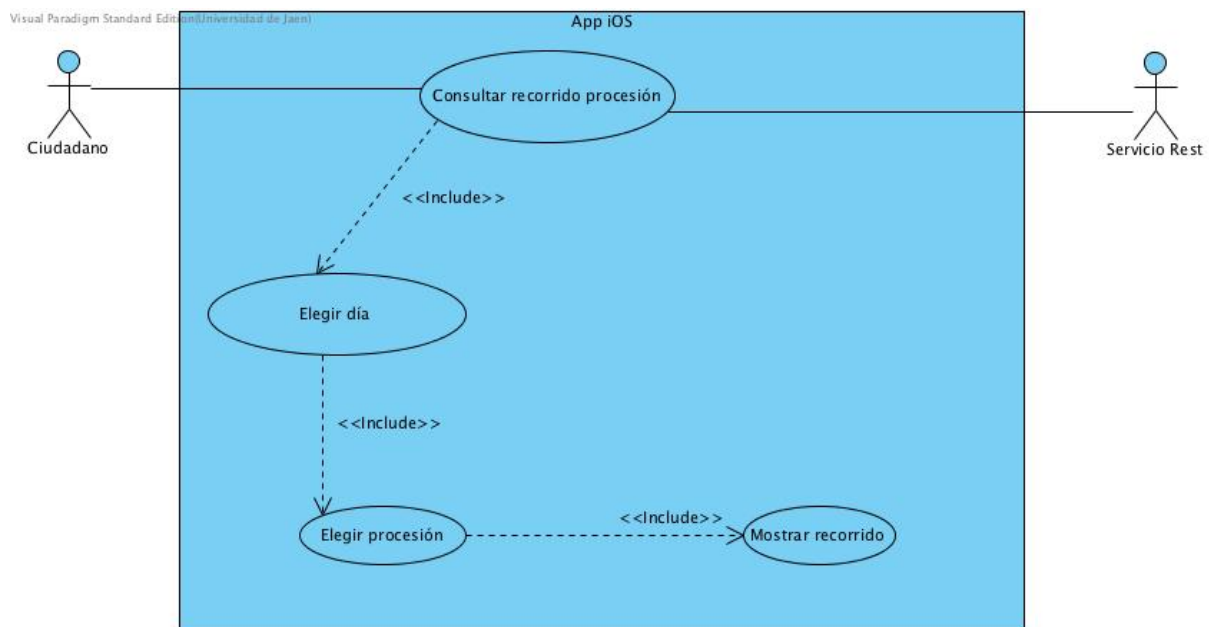 Visual Paradigm Standard Edition(Universidad de Jaen)
App iOS
Consultar recorrido procesión
Ciudadano
Servicio Rest
<<Include>>
Elegir día
<<Include>>
<<Include>>
Elegir procesión
Mostrar recorrido